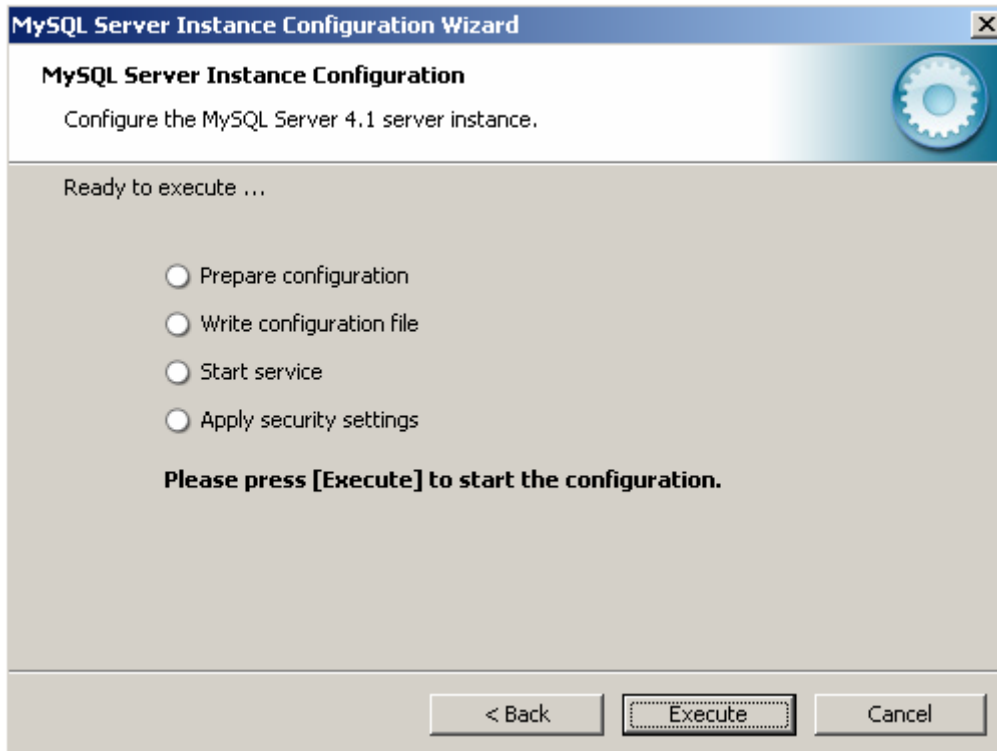 MySQL Server Instance Configuration Wizard
MySQL Server Instance Configuration
Configure the MySQL Server 4.1 server instance.
Ready to execute ...
Prepare configuration
Write configuration file
Start service
Apply security settings
Please press [Execute] to start the configuration.
< Back
Execute
Cancel